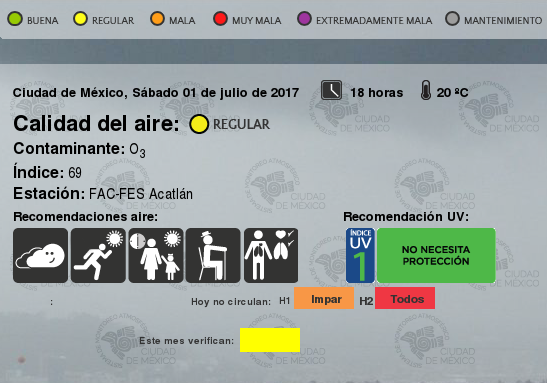 BUENA REGULAR MALA MUY MALA EXTREMADAMENTE MALA MANTENIMIENTO
Ciudad de México, Sábado 01 de julio de 2017 18 horas 20 ºC
Calidad del aire: REGULAR
Contaminante: O3
Índice: 69
Estación: FAC-FES Acatlán
Recomendaciones aire: Recomendación UV:
ÍNDICE UV 1 NO NECESITA PROTECCIÓN
: Hoy no circulan: H1 Impar H2 Todos
Este mes verifican: